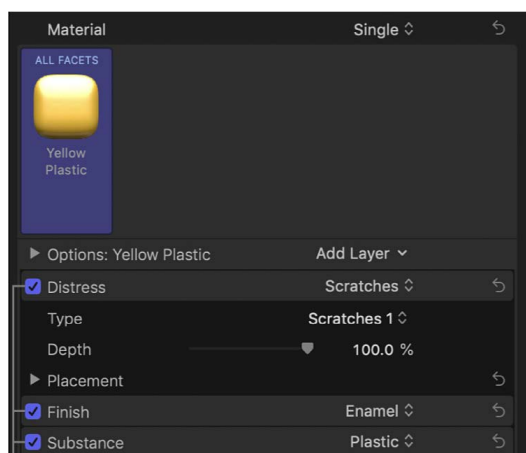 Material Single
ALL FACETS
Yellow
Plastic
Options: Yellow Plastic Add Layer
Distress Scratches
Type Scratches 1
Depth 100.0 %
Placement
Finish Enamel
Substance Plastic